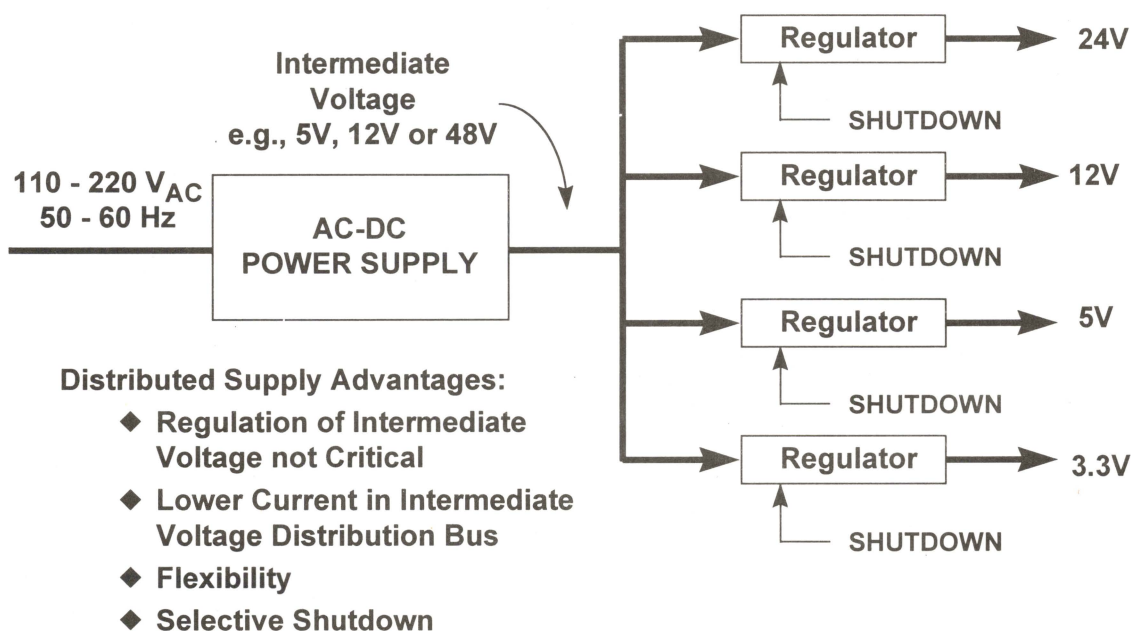 Intermediate
Voltage
e.g., 5V, 12V or 48V
110 - 220 VAC
50 - 60 Hz
AC-DC
POWER SUPPLY
Regulator
24V
SHUTDOWN
Regulator
12V
SHUTDOWN
Regulator
5V
SHUTDOWN
Regulator
3.3V
SHUTDOWN
Distributed Supply Advantages:
◆ Regulation of Intermediate
Voltage not Critical
◆ Lower Current in Intermediate
Voltage Distribution Bus
◆ Flexibility
◆ Selective Shutdown